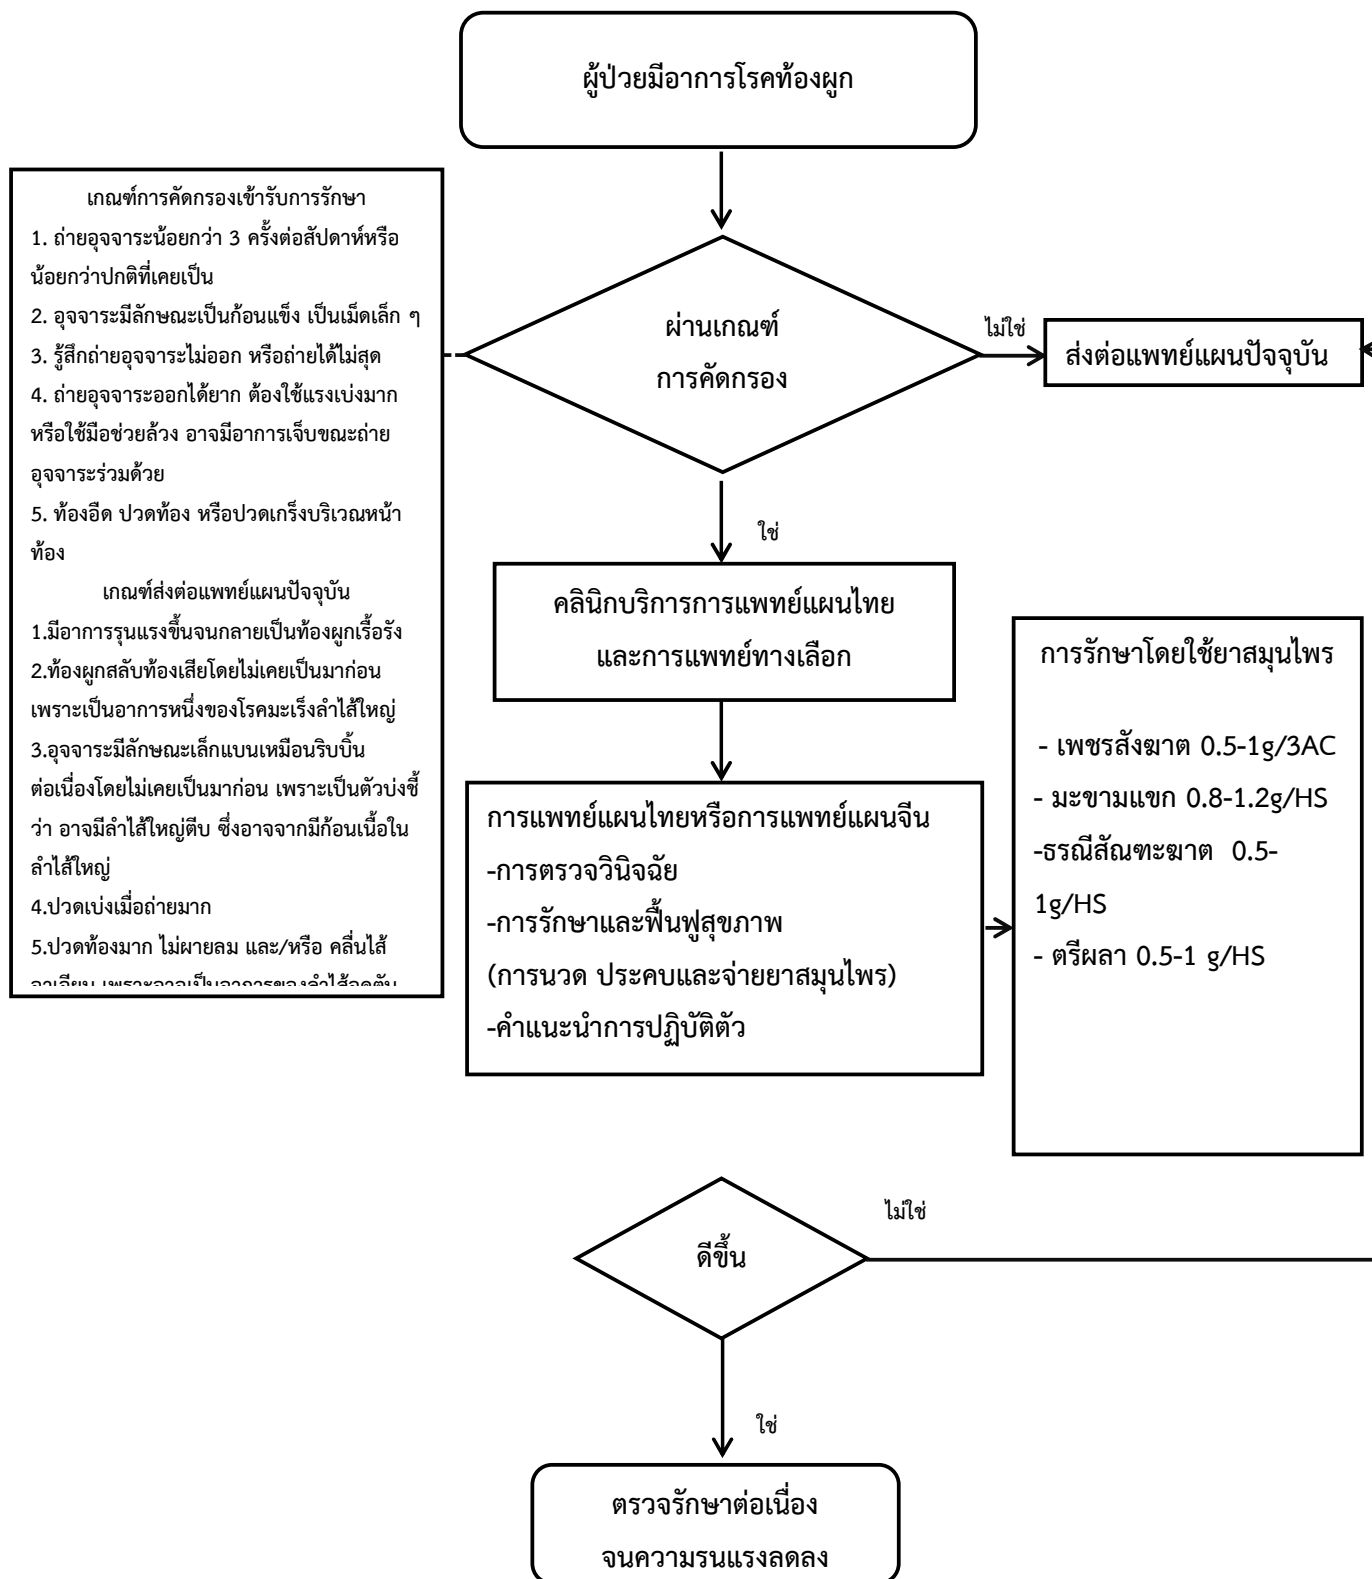 ผู้ป่วยมีอาการโรคท้องผูก
เกณฑ์การคัดกรองเข้ารับการรักษา
1. ถ่ายอุจจาระน้อยกว่า 3 ครั้งต่อสัปดาห์หรือ
น้อยกว่าปกติที่เคยเป็น
2. อุจจาระมีลักษณะเป็นก้อนแข็ง เป็นเม็ดเล็ก ๆ
3. รู้สึกถ่ายอุจจาระไม่ออก หรือถ่ายได้ไม่สุด
4. ถ่ายอุจจาระออกได้ยาก ต้องใช้แรงเบ่งมาก
หรือใช้มือช่วยล้วง อาจมีอาการเจ็บขณะถ่าย
อุจจาระร่วมด้วย
5. ท้องอืด ปวดท้อง หรือปวดเกร็งบริเวณหน้า
ท้อง
เกณฑ์ส่งต่อแพทย์แผนปัจจุบัน
1.มีอาการรุนแรงขึ้นจนกลายเป็นท้องผูกเรื้อรัง
2.ท้องผูกสลับท้องเสียโดยไม่เคยเป็นมาก่อน
เพราะเป็นอาการหนึ่งของโรคมะเร็งลำไส้ใหญ่
3.อุจจาระมีลักษณะเล็กแบนเหมือนริบบิ้น
ต่อเนื่องโดยไม่เคยเป็นมาก่อน เพราะเป็นตัวบ่งชี้
ว่า อาจมีลำไส้ใหญ่ตีบ ซึ่งอาจจากมีก้อนเนื้อใน
ลำไส้ใหญ่
4.ปวดเบ่งเมื่อถ่ายมาก
5.ปวดท้องมาก ไม่ผายลม และ/หรือ คลื่นไส้
อาเจียน เพราะอาจเป็นอาการของลำไส้อุดตัน
ผ่านเกณฑ์
การคัดกรอง
ไม่ใช่
ส่งต่อแพทย์แผนปัจจุบัน
ใช่
คลินิกบริการการแพทย์แผนไทย
และการแพทย์ทางเลือก
การแพทย์แผนไทยหรือการแพทย์แผนจีน
-การตรวจวินิจฉัย
-การรักษาและฟื้นฟูสุขภาพ
(การนวด ประคบและจ่ายยาสมุนไพร)
-คำแนะนำการปฏิบัติตัว
การรักษาโดยใช้ยาสมุนไพร
- เพชรสังฆาต 0.5-1g/3AC
- มะขามแขก 0.8-1.2g/HS
-ธรณีสัณฑะฆาต 0.5-
1g/HS
- ตรีผลา 0.5-1 g/HS
ดีขึ้น
ไม่ใช่
ใช่
ตรวจรักษาต่อเนื่อง
จนความรนแรงลดลง